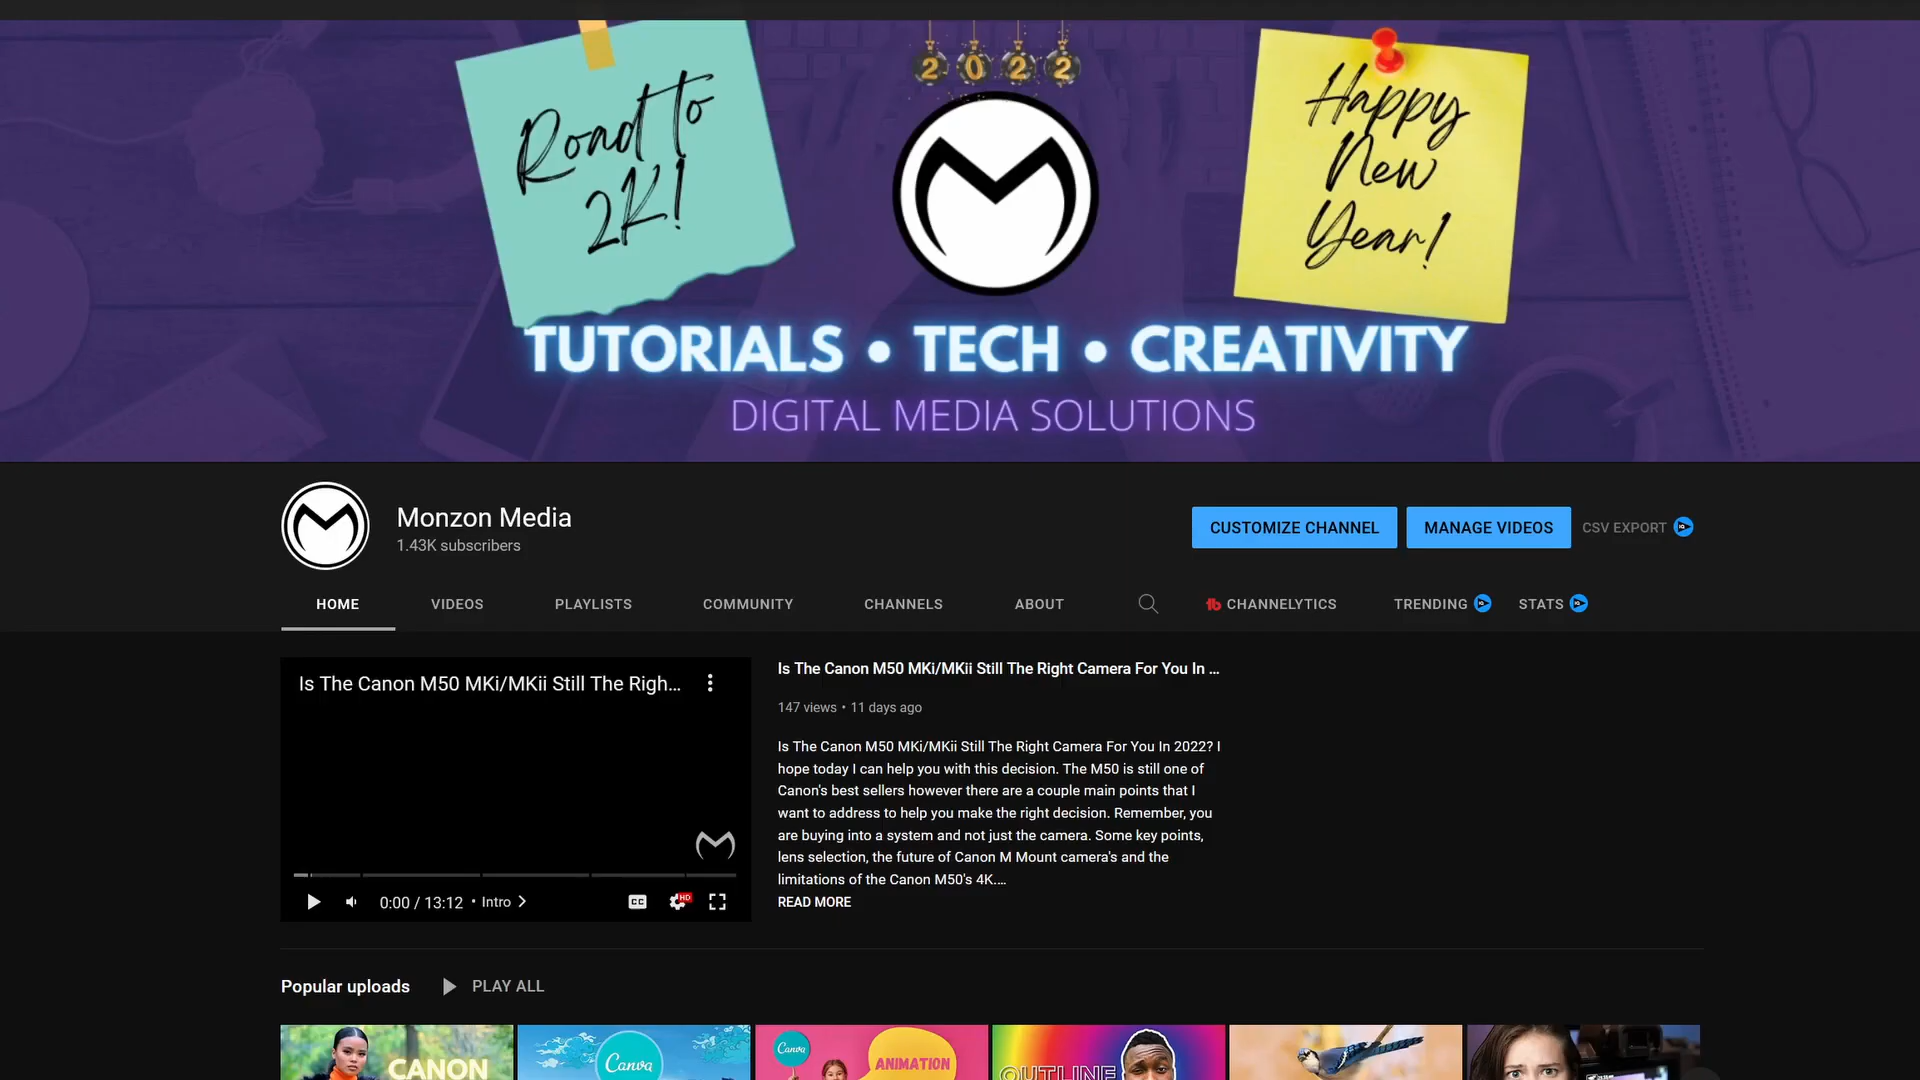 Road to
2K!
2022
Happy
New
Year!
TUTORIALS • TECH • CREATIVITY
DIGITAL MEDIA SOLUTIONS
Monzon Media
1.43K subscribers
CUSTOMIZE CHANNEL
MANAGE VIDEOS
CSV EXPORT
HOME
VIDEOS
PLAYLISTS
COMMUNITY
CHANNELS
ABOUT
CHANNELYTICS
TRENDING
STATS
Is The Canon M50 MKi/MKii Still The Righ...
0:00 / 13:12 • Intro
CC
HD
Is The Canon M50 MKi/MKii Still The Right Camera For You In ...
147 views • 11 days ago
Is The Canon M50 MKi/MKii Still The Right Camera For You In 2022? I
hope today I can help you with this decision. The M50 is still one of
Canon's best sellers however there are a couple main points that I
want to address to help you make the right decision. Remember, you
are buying into a system and not just the camera. Some key points,
lens selection, the future of Canon M Mount camera's and the
limitations of the Canon M50's 4K....
READ MORE
Popular uploads
PLAY ALL
CANON
Canva
Canva
ANIMATION
OUTLINE